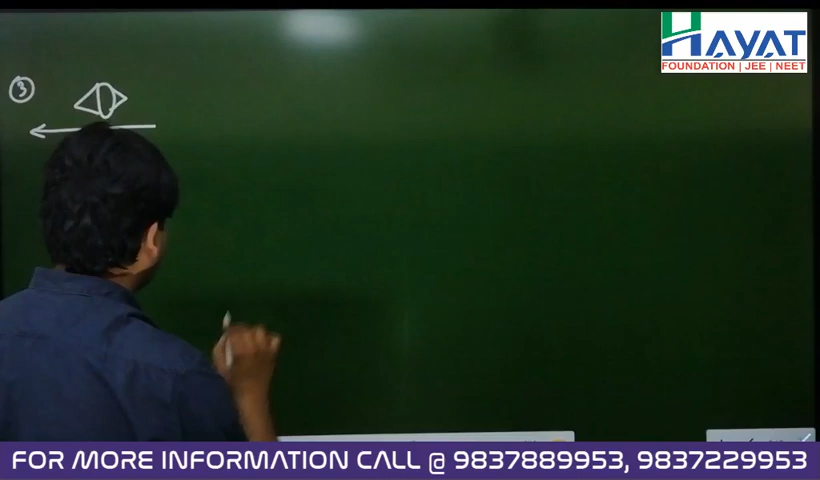 HAYAT
FOUNDATION | JEE | NEET
3
FOR MORE INFORMATION CALL @ 9837889953, 9837229953